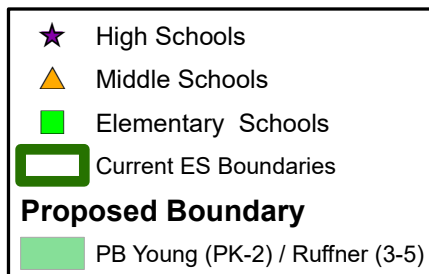 High Schools
Middle Schools
Elementary Schools
Current ES Boundaries
Proposed Boundary
PB Young (PK-2) / Ruffner (3-5)